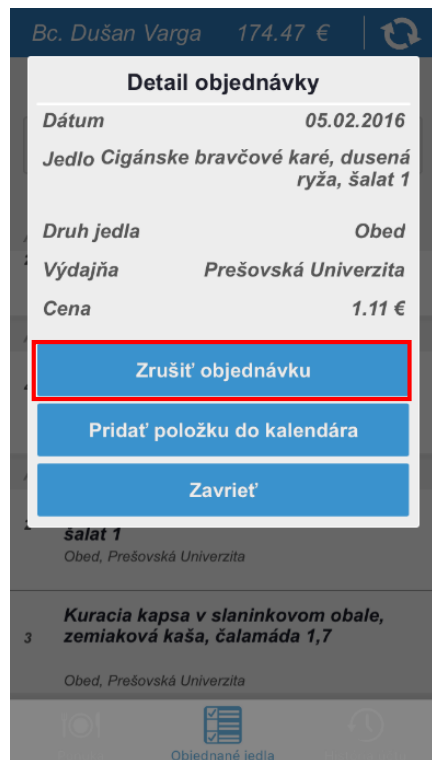 Bc. Dušan Varga 174.47 €
Detail objednávky
Dátum 05.02.2016
Jedlo Cigánske bravčové karé, dusená
ryža, šalat 1
Druh jedla Obed
Výdajňa Prešovská Univerzita
Cena 1.11 €
Zrušiť objednávku
Pridať položku do kalendára
Zavrieť
šalat 1
Obed, Prešovská Univerzita
Kuracia kapsa v slaninkovom obale,
3 zemiaková kaša, čalamáda 1,7
Obed, Prešovská Univerzita
Objednané jedla